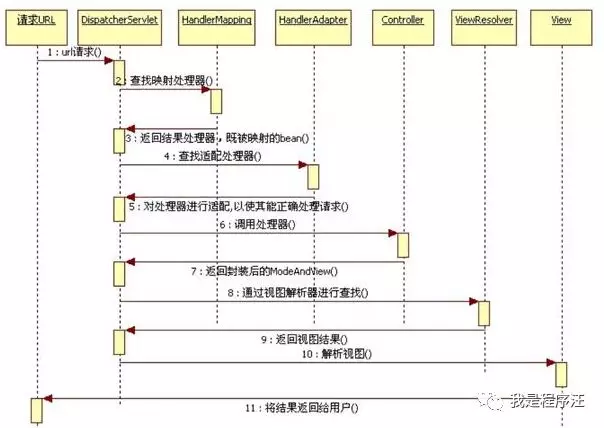 请求URL
DispatcherServlet
HandlerMapping
HandlerAdapter
Controller
ViewResolver
View
1 : url请求()
2 : 查找映射处理器()
3 : 返回结果处理器，既被映射的bean()
4 : 查找适配处理器()
5 : 对处理器进行适配,以使其能正确处理请求()
6 : 调用处理器()
7 : 返回封装后的ModeAndView()
8 : 通过视图解析器进行查找()
9 : 返回视图结果()
10 : 解析视图()
11 : 将结果返回给用户()
我是程序汪